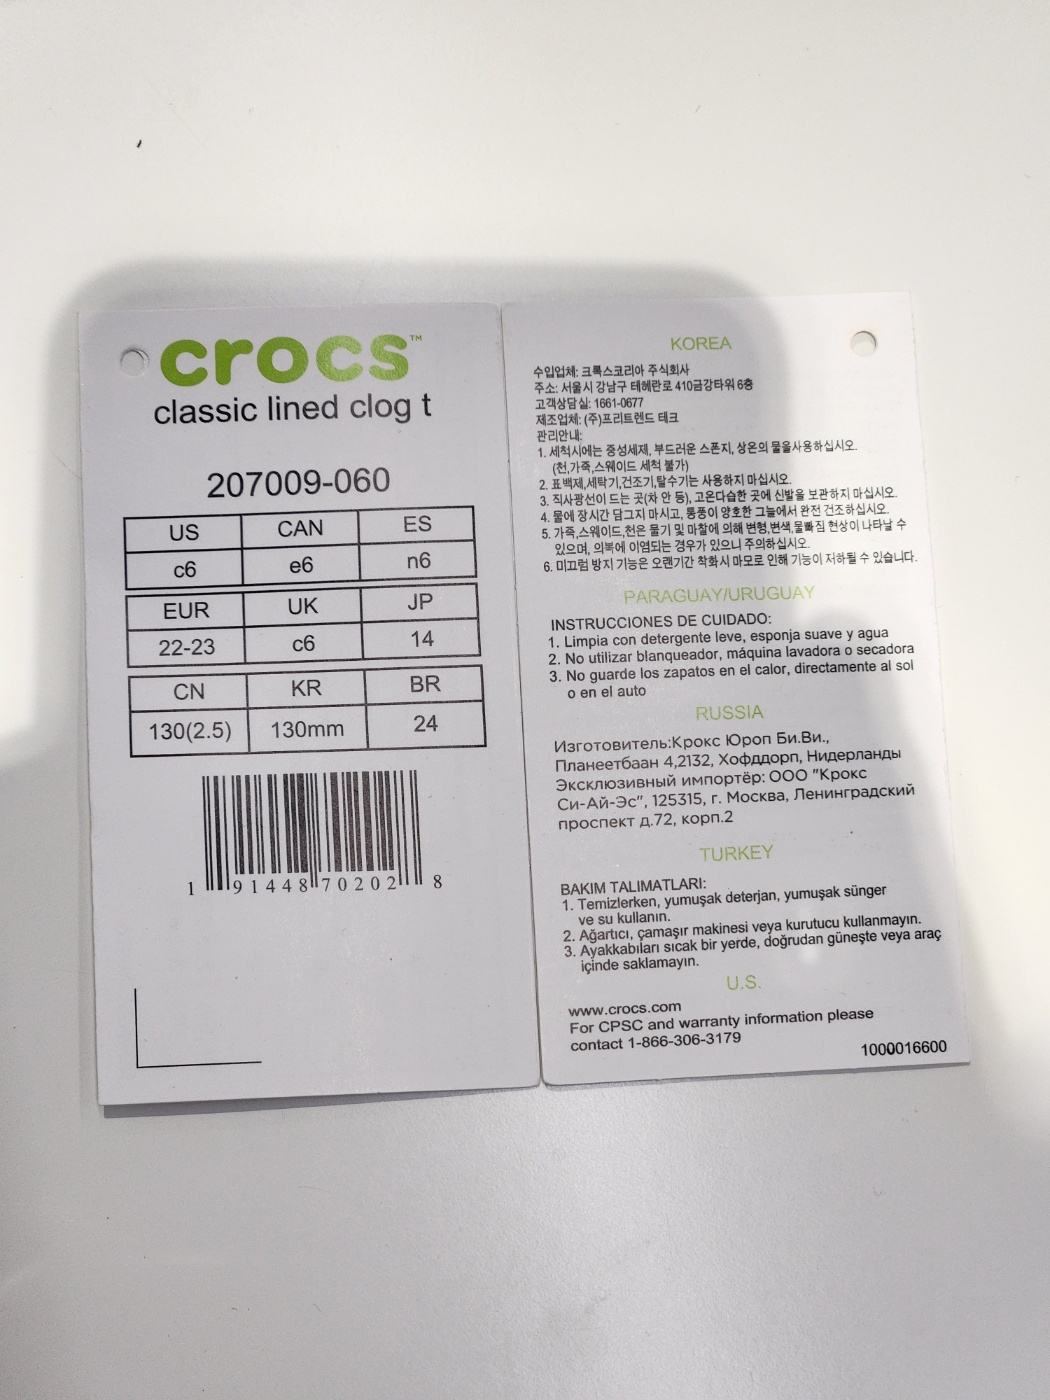 crocs™
classic lined clog t
207009-060
US CAN ES
c6 e6 n6
EUR UK JP
22-23 c6 14
CN KR BR
130(2.5) 130mm 24
1 91448 70202 8
KOREA
수입업체: 크록스코리아 주식회사
주소: 서울시 강남구 테헤란로 410금강타워 6층
고객상담실: 1661-0677
제조업체: (주)프리트렌드 테크
관리안내:
1. 세척시에는 중성세제, 부드러운 스폰지, 상온의 물을사용하십시오.
(천,가죽,스웨이드 세척 불가)
2. 표백제,세탁기,건조기,탈수기는 사용하지 마십시오.
3. 직사광선이 드는 곳(차 안 등), 고온다습한 곳에 신발을 보관하지 마십시오.
4. 물에 장시간 담그지 마시고, 통풍이 양호한 그늘에서 완전 건조하십시오.
5. 가죽,스웨이드,천은 물기 및 마찰에 의해 변형,변색,물빠짐 현상이 나타날 수
있으며, 의복에 이염되는 경우가 있으니 주의하십시오.
6. 미끄럼 방지 기능은 오랜기간 착화시 마모로 인해 기능이 저하될 수 있습니다.
PARAGUAY/URUGUAY
INSTRUCCIONES DE CUIDADO:
1. Limpia con detergente leve, esponja suave y agua
2. No utilizar blanqueador, máquina lavadora o secadora
3. No guarde los zapatos en el calor, directamente al sol
o en el auto
RUSSIA
Изготовитель:Крокс Юроп Би.Ви.,
Планеетбаан 4,2132, Хофддорп, Нидерланды
Эксклюзивный импортёр: ООО "Крокс
Си-Ай-Эс", 125315, г. Москва, Ленинградский
проспект д.72, корп.2
TURKEY
BAKIM TALIMATLARI:
1. Temizlerken, yumuşak deterjan, yumuşak sünger
ve su kullanın.
2. Ağartıcı, çamaşır makinesi veya kurutucu kullanmayın.
3. Ayakkabıları sıcak bir yerde, doğrudan güneşte veya araç
içinde saklamayın.
U.S.
www.crocs.com
For CPSC and warranty information please
contact 1-866-306-3179
1000016600